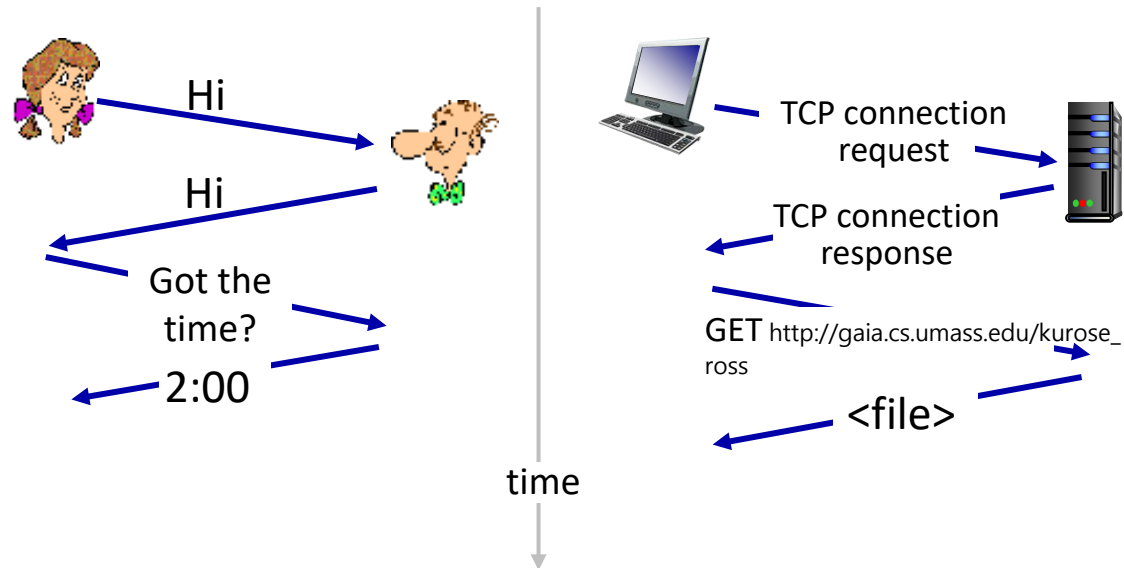 Hi
Hi
Got the
time?
2:00
TCP connection
request
TCP connection
response
GET http://gaia.cs.umass.edu/kurose_
ross
<file>
time